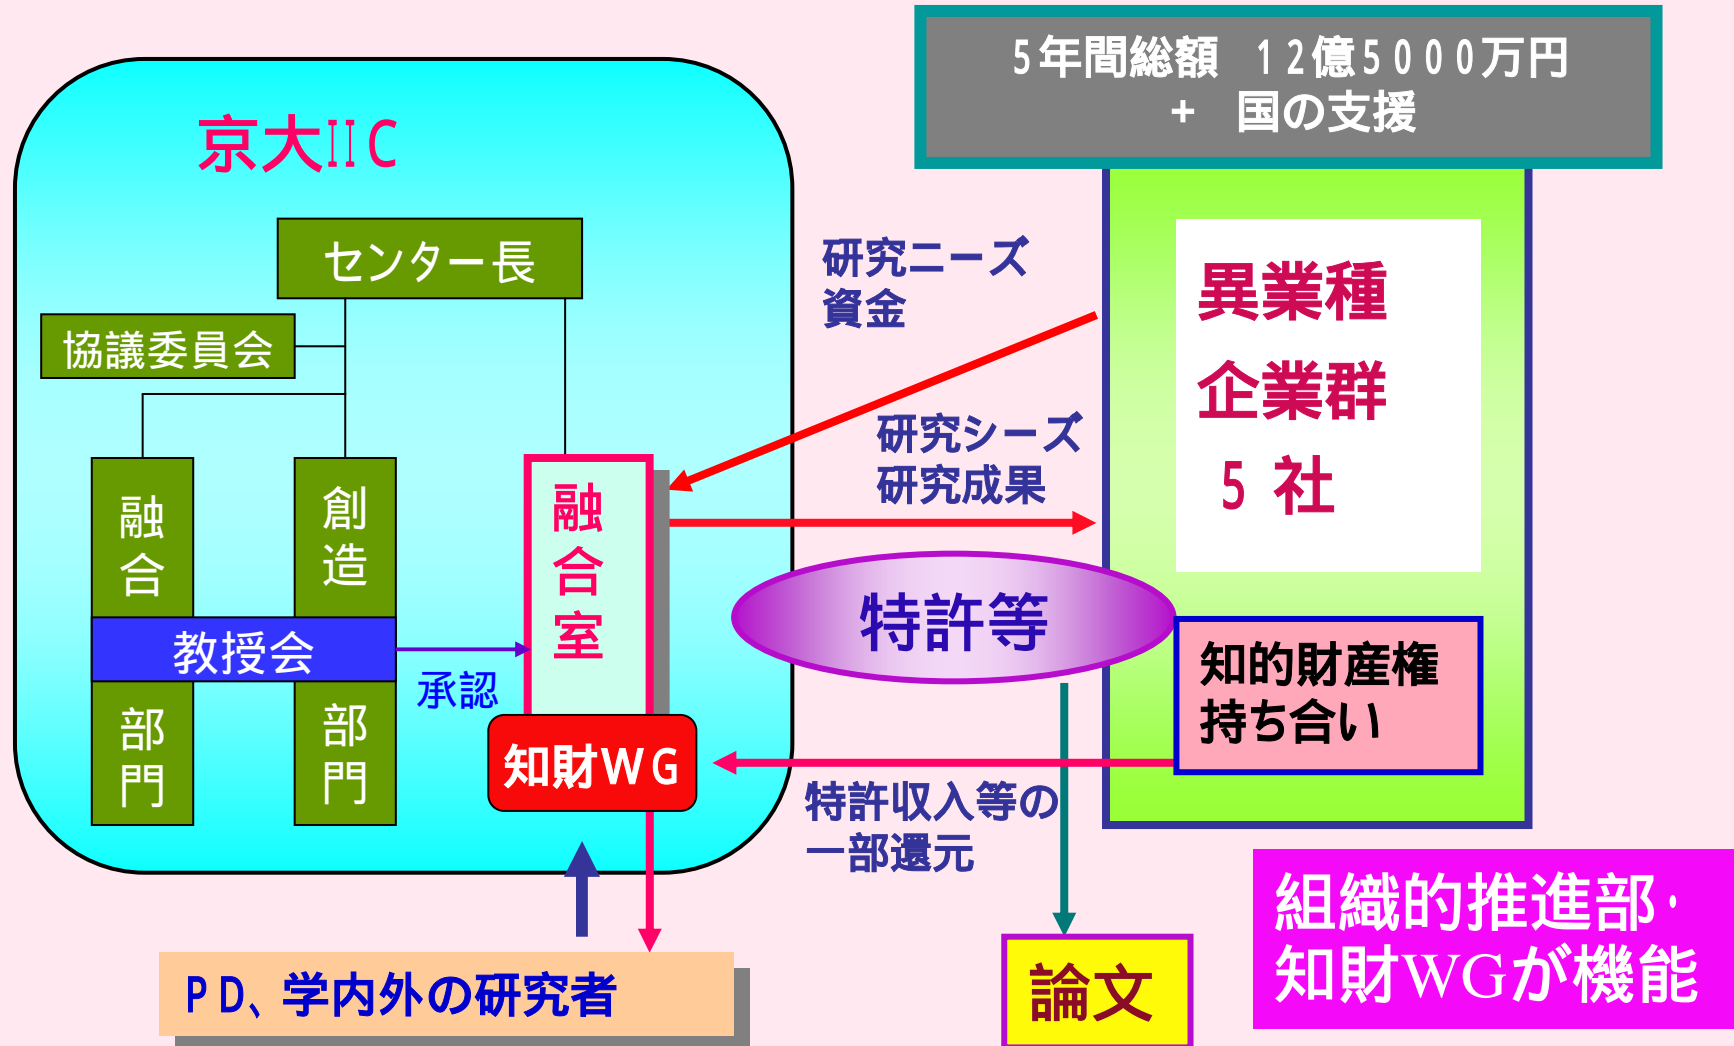 5年間総額　12億5000万円
+　国の支援
京大IIC
センター長
協議委員会
研究ニーズ
資金
異業種
企業群
5 社
研究シーズ
研究成果
融合
創造
融合室
教授会
承認
部門
部門
知財WG
特許等
知的財産権
持ち合い
特許収入等の
一部還元
組織的推進部・
知財WGが機能
PD、学内外の研究者
論文